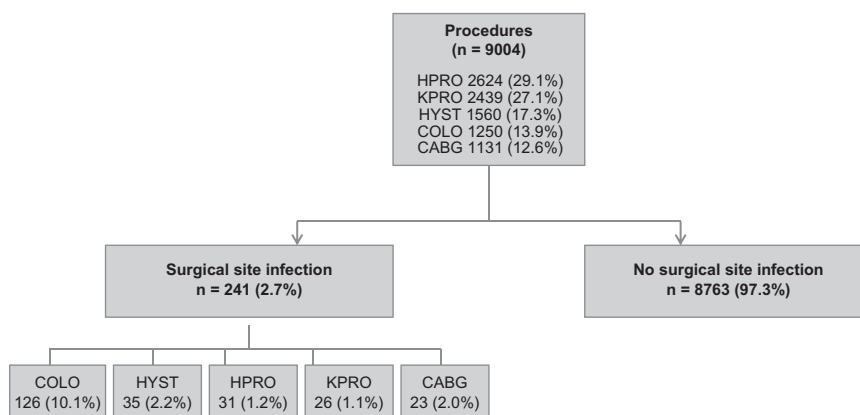 Procedures
(n = 9004)
HPRO 2624 (29.1%)
KPRO 2439 (27.1%)
HYST 1560 (17.3%)
COLO 1250 (13.9%)
CABG 1131 (12.6%)
Surgical site infection
n = 241 (2.7%)
No surgical site infection
n = 8763 (97.3%)
COLO
126 (10.1%)
HYST
35 (2.2%)
HPRO
31 (1.2%)
KPRO
26 (1.1%)
CABG
23 (2.0%)